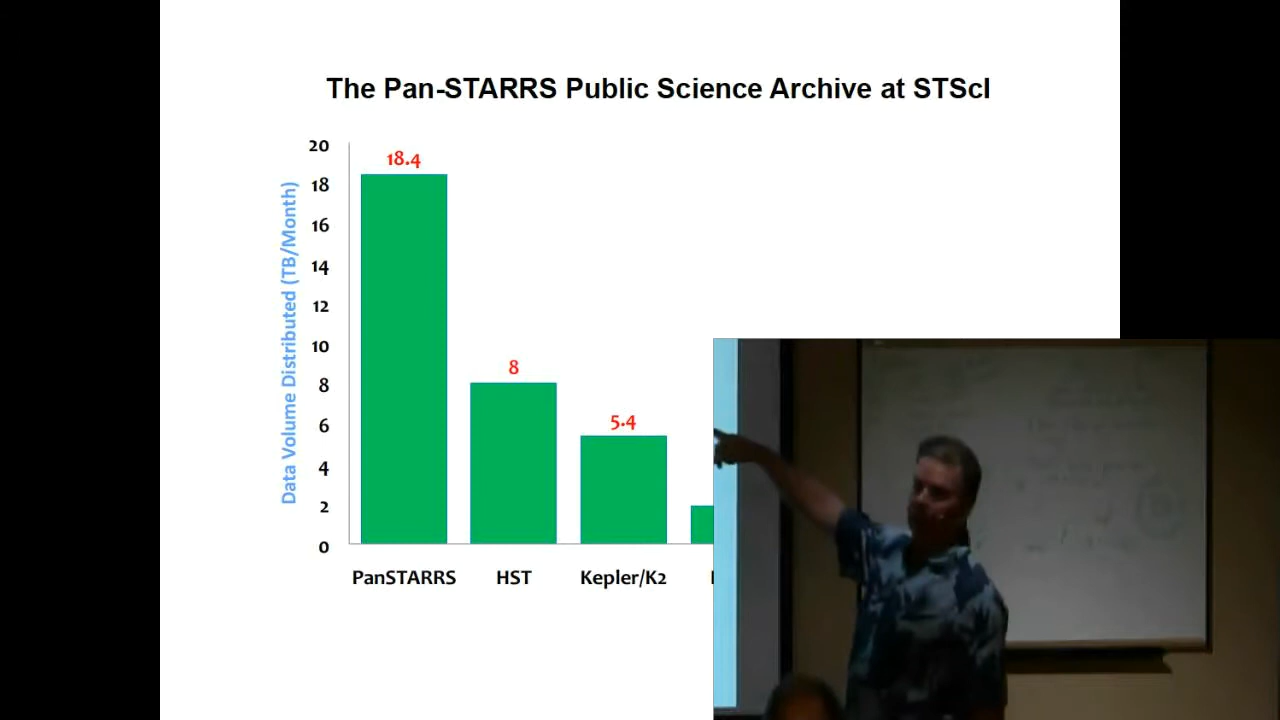 The Pan-STARRS Public Science Archive at STScI
Data Volume Distributed (TB/Month)
20
18
16
14
12
10
8
6
4
2
0
18.4
8
5.4
PanSTARRS
HST
Kepler/K2